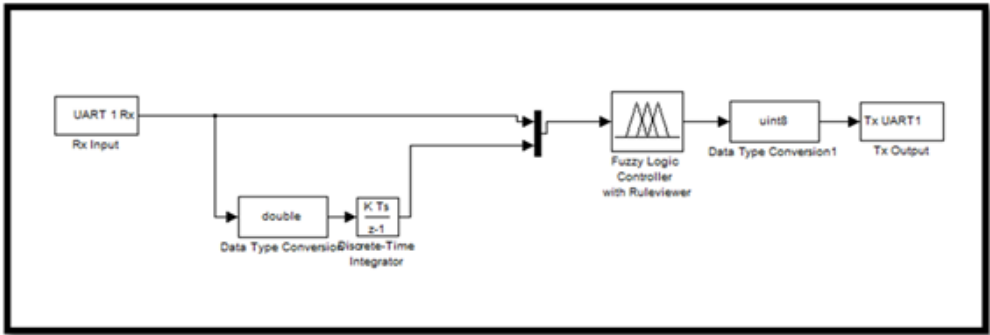 UART 1 Rx
Rx Input
double
Data Type Conversion
K Ts
z-1
Discrete-Time
Integrator
Fuzzy Logic
Controller
with Ruleviewer
uint8
Data Type Conversion1
Tx UART1
Tx Output